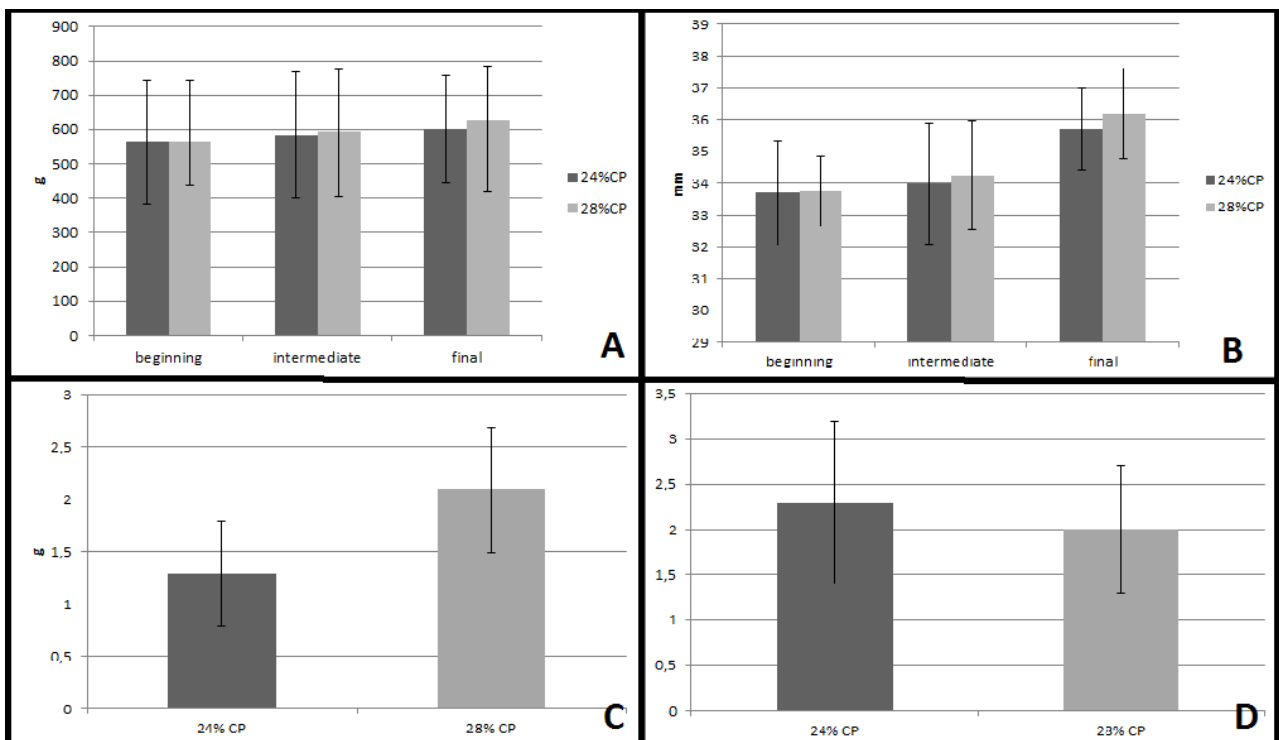 900
800
700
600
500
400
300
200
100
0
g
beginning intermediate final
24%CP
28%CP
A
39
38
37
36
35
34
33
32
31
30
29
mm
beginning intermediate final
24%CP
28%CP
B
3
2,5
2
1,5
1
0,5
0
g
24% CP 28% CP
C
3,5
3
2,5
2
1,5
1
0,5
0
24% CP 23% CP
D